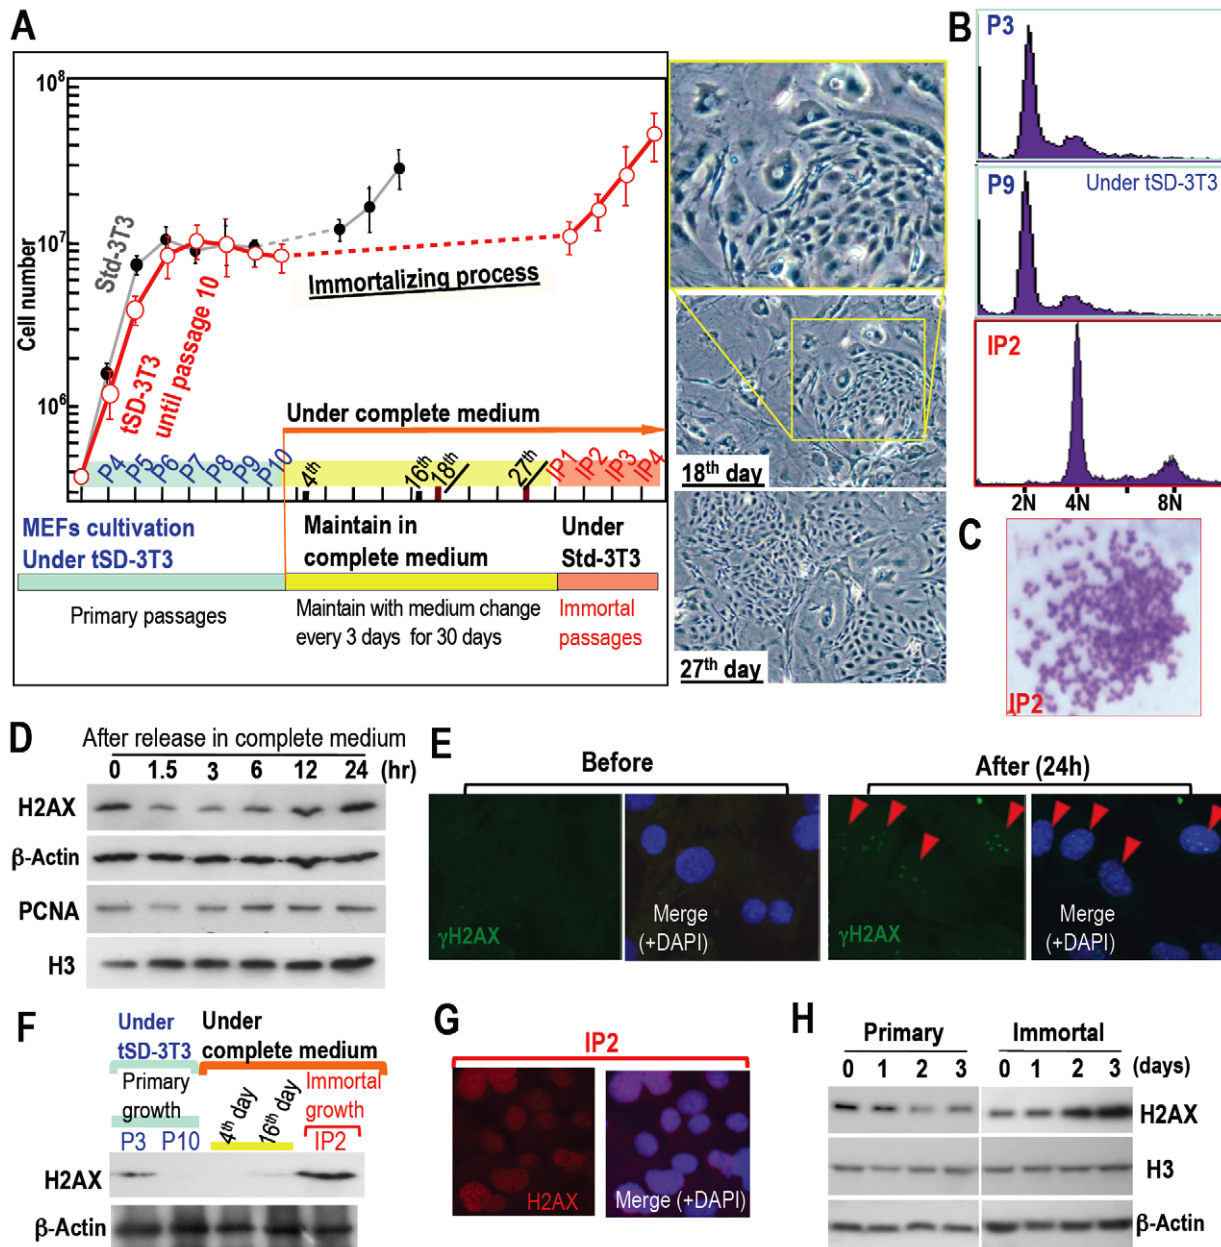 A
10⁸
10⁷
10⁶
Cell number
Std-3T3
tSD-3T3
until passage 10
Immortalizing process
Under complete medium
P4
P5
P6
P7
P8
P9
P10
4th
16th
18th
27th
IP1
IP2
IP3
IP4
MEFs cultivation
Under tSD-3T3
Maintain in
complete medium
Under
Std-3T3
Primary passages
Maintain with medium change
every 3 days for 30 days
Immortal
passages
18th day
27th day
B
P3
P9
Under tSD-3T3
IP2
2N 4N 8N
C
IP2
D
After release in complete medium
0 1.5 3 6 12 24 (hr)
H2AX
β-Actin
PCNA
H3
E
Before
After (24h)
γH2AX
Merge
(+DAPI)
γH2AX
Merge
(+DAPI)
F
Under
tSD-3T3
Under
complete medium
Primary
growth
4th day
16th day
Immortal
growth
P3 P10
IP2
H2AX
β-Actin
G
IP2
H2AX
Merge (+DAPI)
H
Primary Immortal
0 1 2 3 0 1 2 3 (days)
H2AX
H3
β-Actin